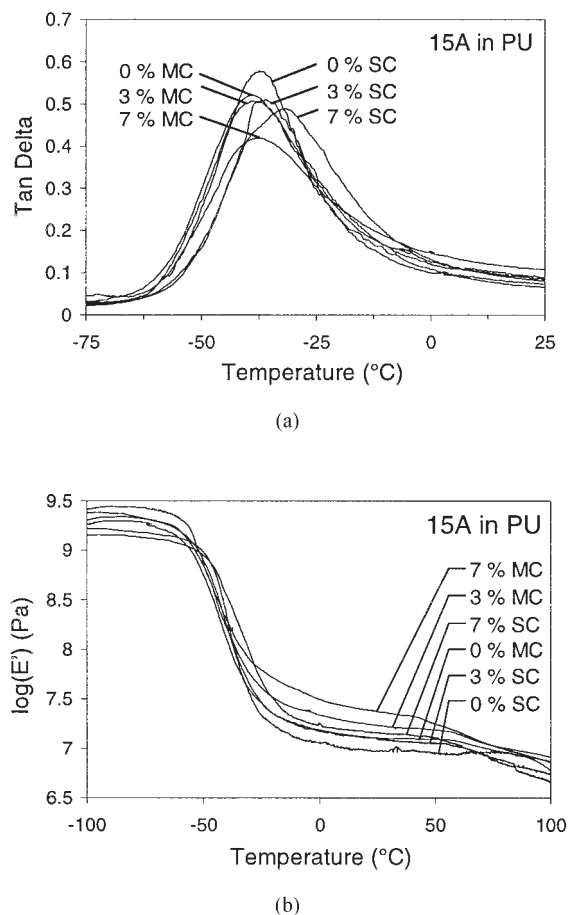 0.7
0.6
0.5
0.4
0.3
0.2
0.1
0
Tan Delta
15A in PU
0 % MC
3 % MC
7 % MC
0 % SC
3 % SC
7 % SC
-75
-50
-25
0
25
Temperature (°C)
(a)
9.5
9
8.5
8
7.5
7
6.5
log(E') (Pa)
15A in PU
7 % MC
3 % MC
7 % SC
0 % MC
3 % SC
0 % SC
-100
-50
0
50
100
Temperature (°C)
(b)